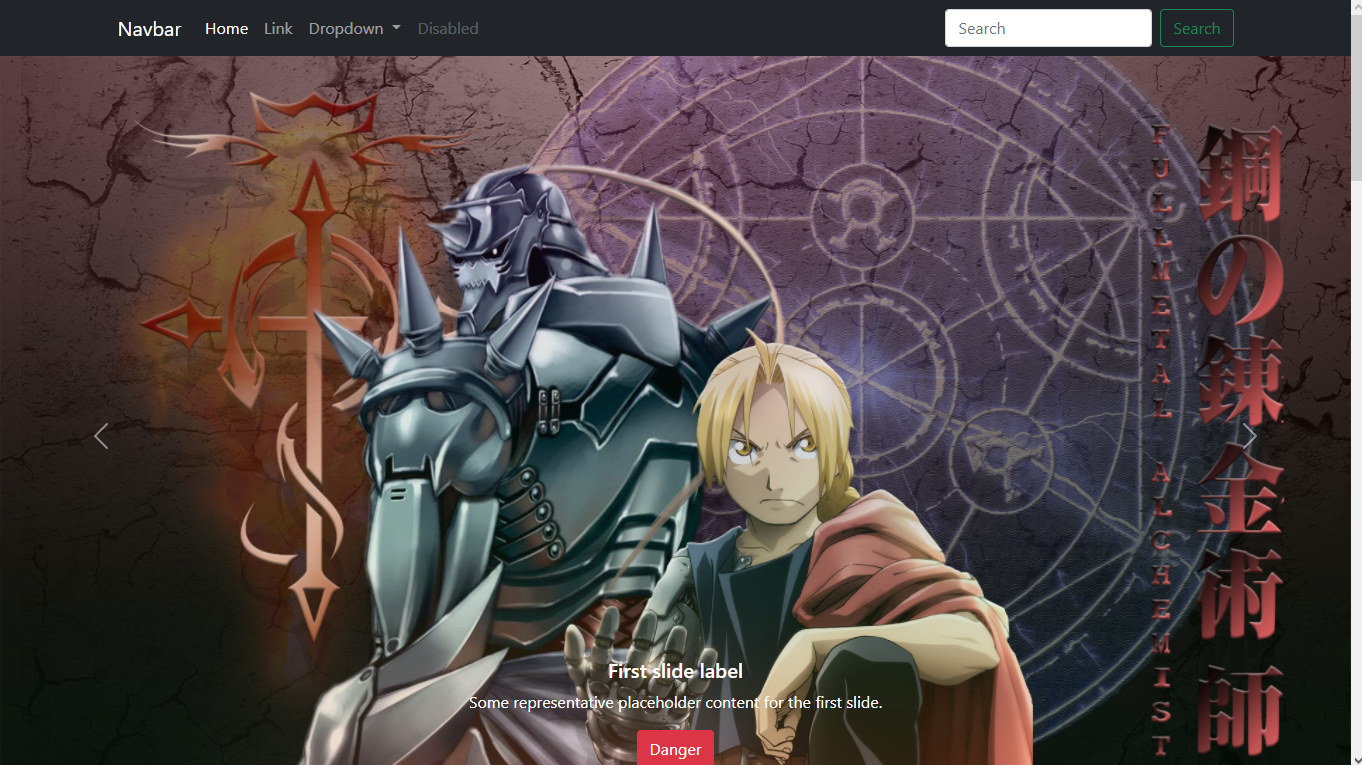 Navbar Home Link Dropdown Disabled Search Search
FULLMETAL ALCHEMIST
鋼の錬金術師
First slide label
Some representative placeholder content for the first slide.
Danger